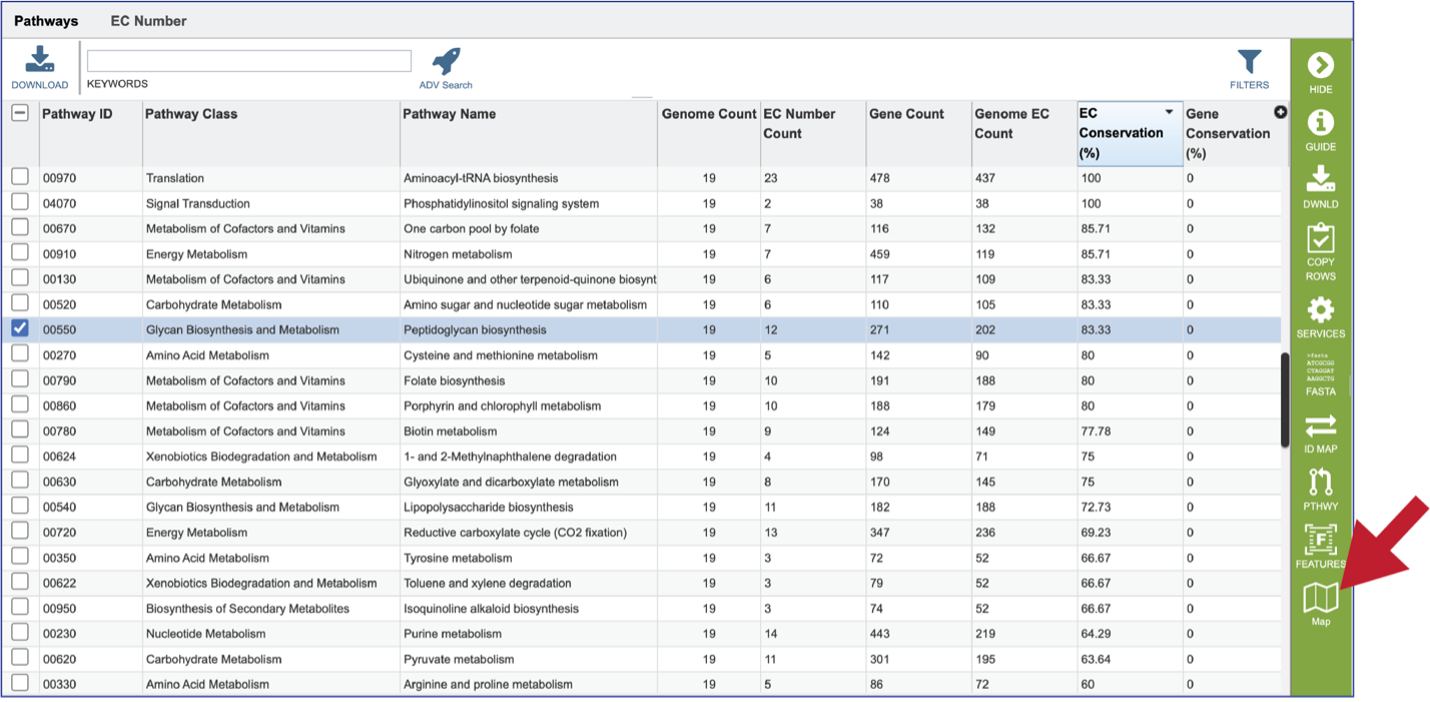 Pathways EC Number
DOWNLOAD KEYWORDS ADV Search FILTERS
Pathway ID Pathway Class Pathway Name Genome Count EC Number Count Gene Count Genome EC Count EC Conservation (%) Gene Conservation (%)
00970 Translation Aminoacyl-tRNA biosynthesis 19 23 478 437 100 0
04070 Signal Transduction Phosphatidylinositol signaling system 19 2 38 38 100 0
00670 Metabolism of Cofactors and Vitamins One carbon pool by folate 19 7 116 132 85.71 0
00910 Energy Metabolism Nitrogen metabolism 19 7 459 119 85.71 0
00130 Metabolism of Cofactors and Vitamins Ubiquinone and other terpenoid-quinone biosynt 19 6 117 109 83.33 0
00520 Carbohydrate Metabolism Amino sugar and nucleotide sugar metabolism 19 6 110 105 83.33 0
00550 Glycan Biosynthesis and Metabolism Peptidoglycan biosynthesis 19 12 271 202 83.33 0
00270 Amino Acid Metabolism Cysteine and methionine metabolism 19 5 142 90 80 0
00790 Metabolism of Cofactors and Vitamins Folate biosynthesis 19 10 191 188 80 0
00860 Metabolism of Cofactors and Vitamins Porphyrin and chlorophyll metabolism 19 10 188 179 80 0
00780 Metabolism of Cofactors and Vitamins Biotin metabolism 19 9 124 149 77.78 0
00624 Xenobiotics Biodegradation and Metabolism 1- and 2-Methylnaphthalene degradation 19 4 98 71 75 0
00630 Carbohydrate Metabolism Glyoxylate and dicarboxylate metabolism 19 8 170 145 75 0
00540 Glycan Biosynthesis and Metabolism Lipopolysaccharide biosynthesis 19 11 182 188 72.73 0
00720 Energy Metabolism Reductive carboxylate cycle (CO2 fixation) 19 13 347 236 69.23 0
00350 Amino Acid Metabolism Tyrosine metabolism 19 3 72 52 66.67 0
00622 Xenobiotics Biodegradation and Metabolism Toluene and xylene degradation 19 3 79 52 66.67 0
00950 Biosynthesis of Secondary Metabolites Isoquinoline alkaloid biosynthesis 19 3 74 52 66.67 0
00230 Nucleotide Metabolism Purine metabolism 19 14 443 219 64.29 0
00620 Carbohydrate Metabolism Pyruvate metabolism 19 11 301 195 63.64 0
00330 Amino Acid Metabolism Arginine and proline metabolism 19 5 86 72 60 0
HIDE
GUIDE
DWNLD
COPY
ROWS
SERVICES
>fasta
ATCGCGG
CTAGGAT
AAGGCTG
FASTA
ID MAP
PTHWY
F
FEATURES
Map